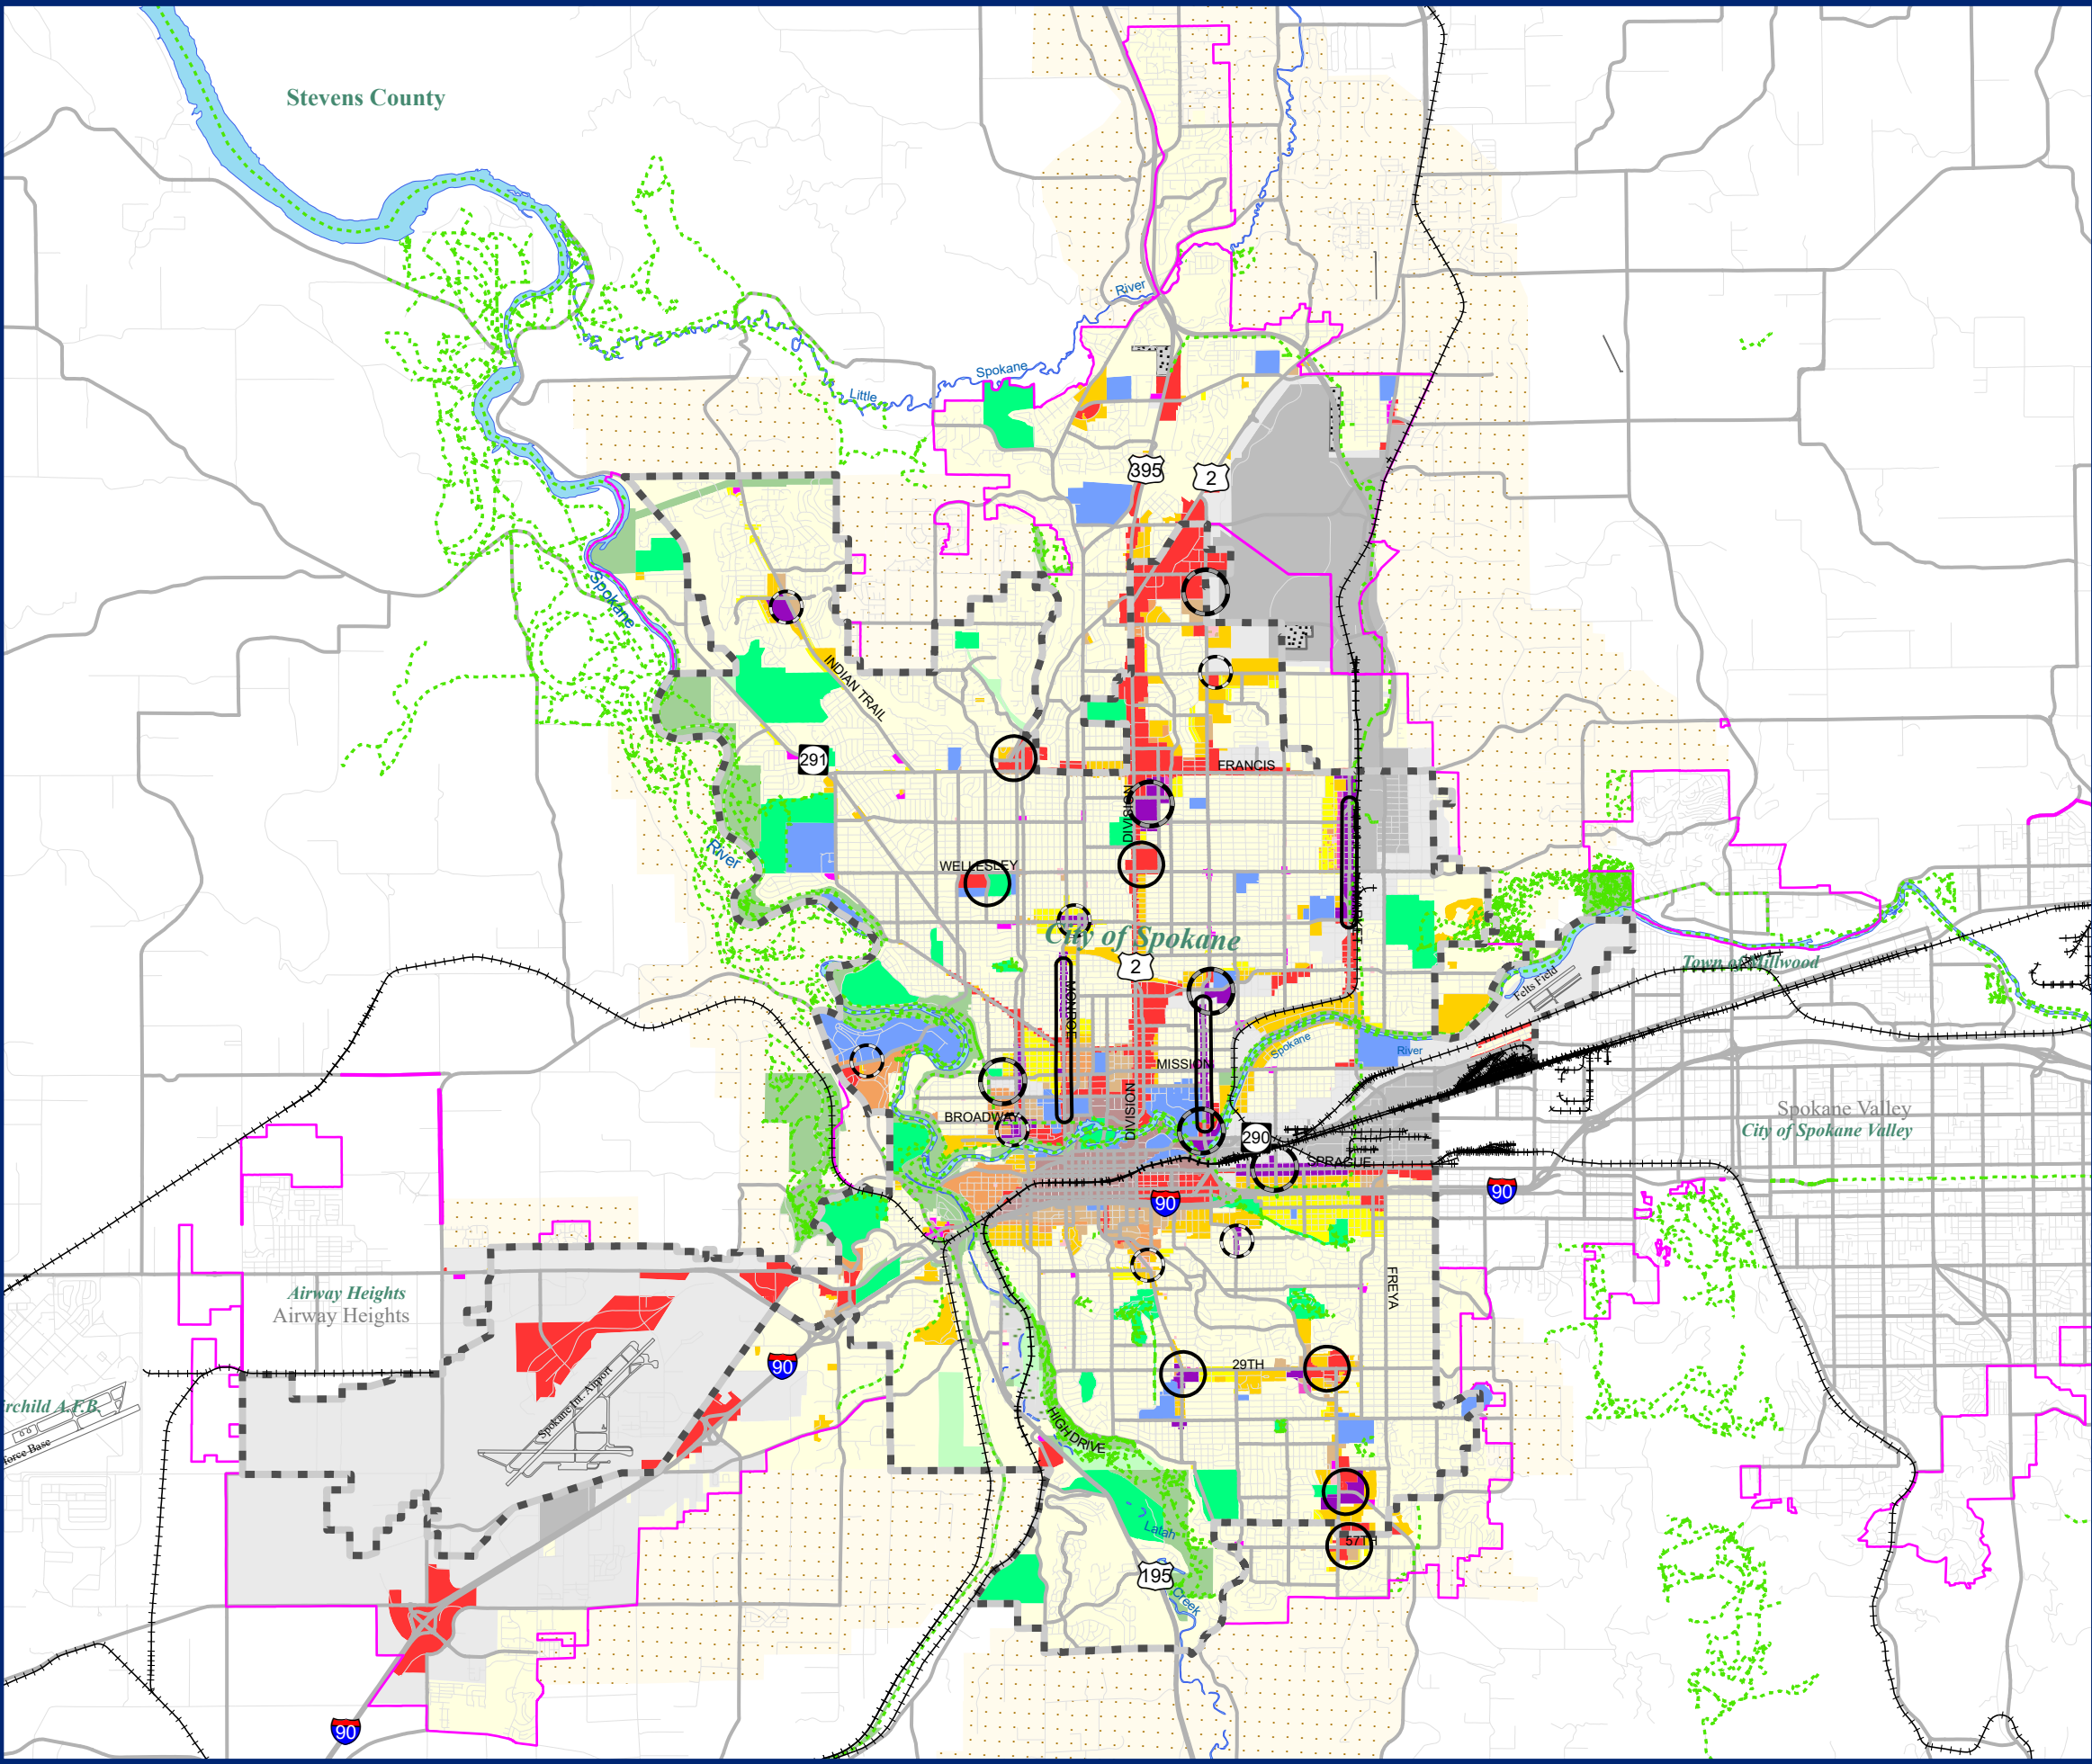 Stevens County
River
Spokane
Little
395
2
Spokane
INDIAN TRAIL
291
FRANCIS
DIVISION
River
WELLESLEY
MARKET
City of Spokane
2
Town of Millwood
Felts Field
MONROE
Spokane
River
MISSION
BROADWAY
DIVISION
290
Spokane Valley
City of Spokane Valley
SPRAGUE
90
90
Airway Heights
Airway Heights
FREYA
90
29TH
Spokane Int. Airport
rchild A.F.B.
orce Base
HIGH DRIVE
Latah
57TH
195
Creek
90